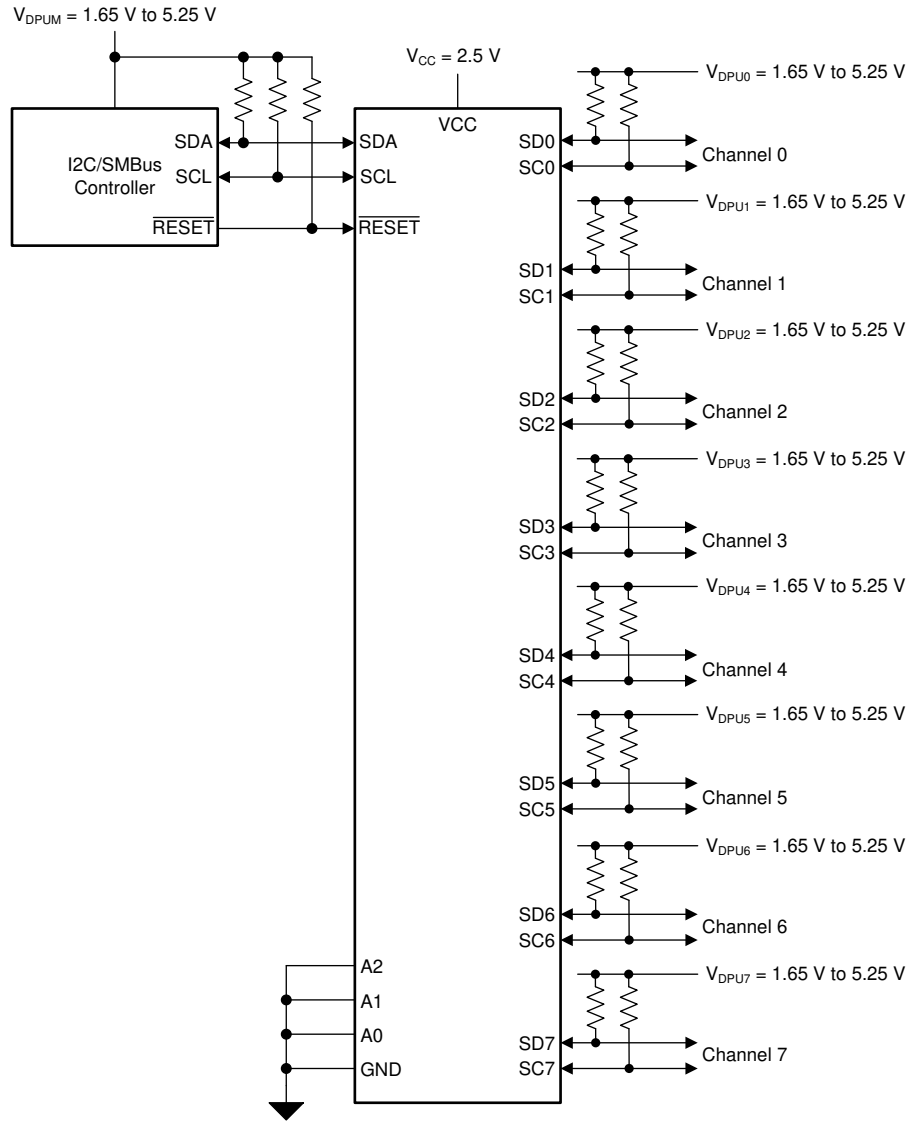 V_DPUM = 1.65 V to 5.25 V
V_CC = 2.5 V
I2C/SMBus
Controller
SDA
SCL
RESET
VCC
SDA
SCL
RESET
A2
A1
A0
GND
SD0
SC0
V_DPU0 = 1.65 V to 5.25 V
Channel 0
SD1
SC1
V_DPU1 = 1.65 V to 5.25 V
Channel 1
SD2
SC2
V_DPU2 = 1.65 V to 5.25 V
Channel 2
SD3
SC3
V_DPU3 = 1.65 V to 5.25 V
Channel 3
SD4
SC4
V_DPU4 = 1.65 V to 5.25 V
Channel 4
SD5
SC5
V_DPU5 = 1.65 V to 5.25 V
Channel 5
SD6
SC6
V_DPU6 = 1.65 V to 5.25 V
Channel 6
SD7
SC7
V_DPU7 = 1.65 V to 5.25 V
Channel 7